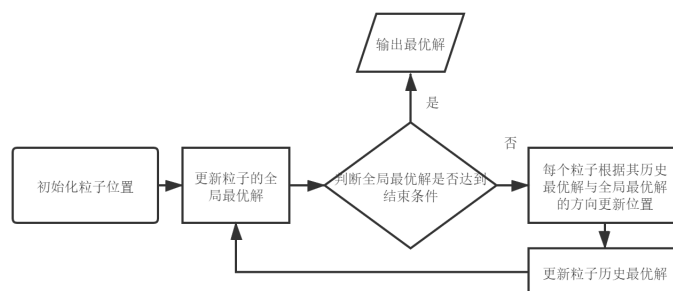 输出最优解
是
否
初始化粒子位置
更新粒子的全
局最优解
判断全局最优解是否达到
结束条件
每个粒子根据其历史
最优解与全局最优解
的方向更新位置
更新粒子历史最优解